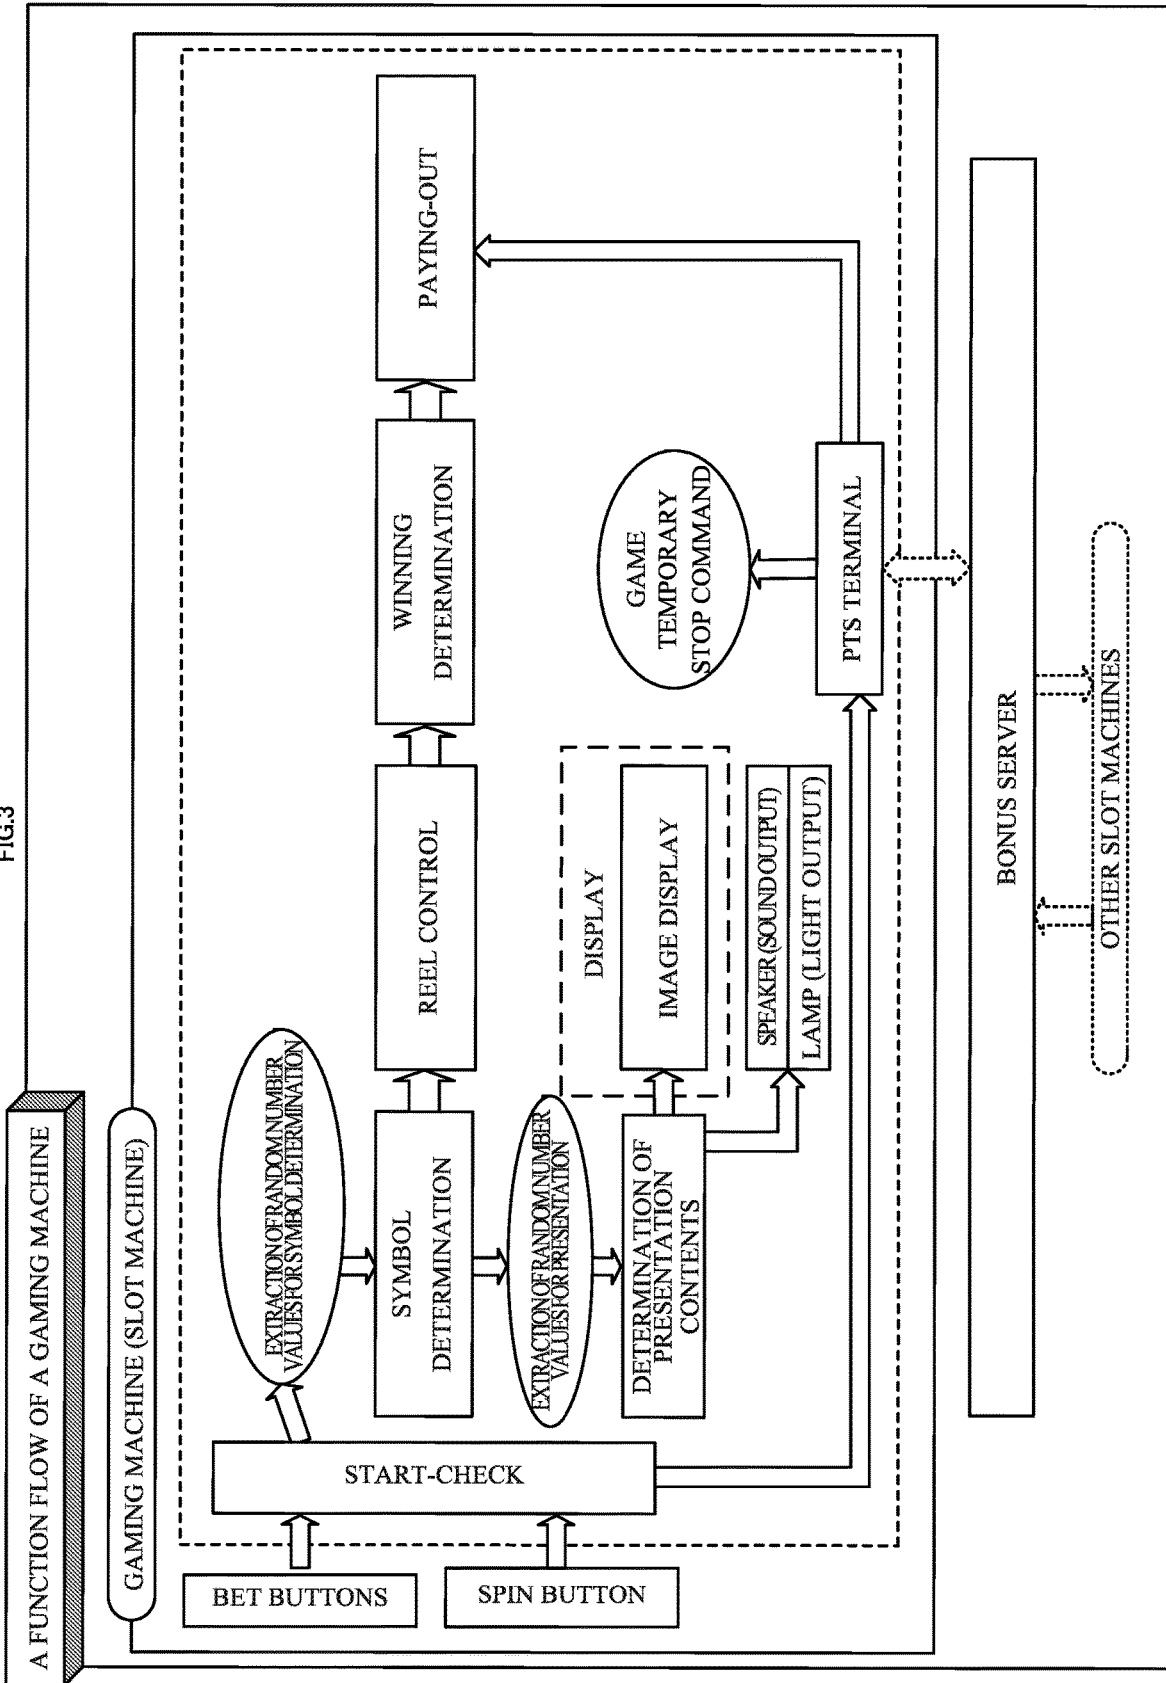 FIG.3
A FUNCTION FLOW OF A GAMING MACHINE
GAMING MACHINE (SLOT MACHINE)
BET BUTTONS
SPIN BUTTON
START-CHECK
EXTRACTION OF RANDOM NUMBER
VALUES FOR SYMBOL DETERMINATION
SYMBOL
DETERMINATION
REEL CONTROL
WINNING
DETERMINATION
PAYING-OUT
EXTRACTION OF RANDOM NUMBER
VALUES FOR PRESENTATION
DETERMINATION OF
PRESENTATION
CONTENTS
DISPLAY
IMAGE DISPLAY
SPEAKER (SOUND OUTPUT)
LAMP (LIGHT OUTPUT)
GAME
TEMPORARY
STOP COMMAND
PTS TERMINAL
BONUS SERVER
OTHER SLOT MACHINES